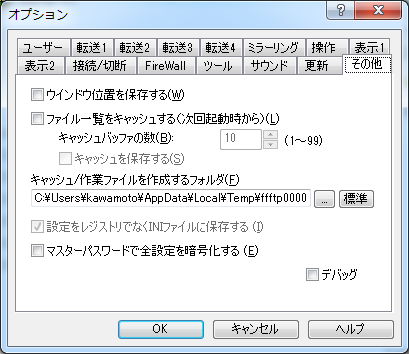 オプション
ユーザー 転送1 転送2 転送3 転送4 ミラーリング 操作 表示1
表示2 接続/切断 FireWall ツール サウンド 更新 その他
ウインドウ位置を保存する(W)
ファイル一覧をキャッシュする(次回起動時から)(L)
キャッシュバッファの数(B): 10 (1～99)
キャッシュを保存する(S)
キャッシュ/作業ファイルを作成するフォルダ(F)
C:¥Users¥kawamoto¥AppData¥Local¥Temp¥ffftp0000 ... 標準
設定をレジストリでなくINIファイルに保存する (I)
マスターパスワードで全設定を暗号化する (E)
デバッグ
OK キャンセル ヘルプ